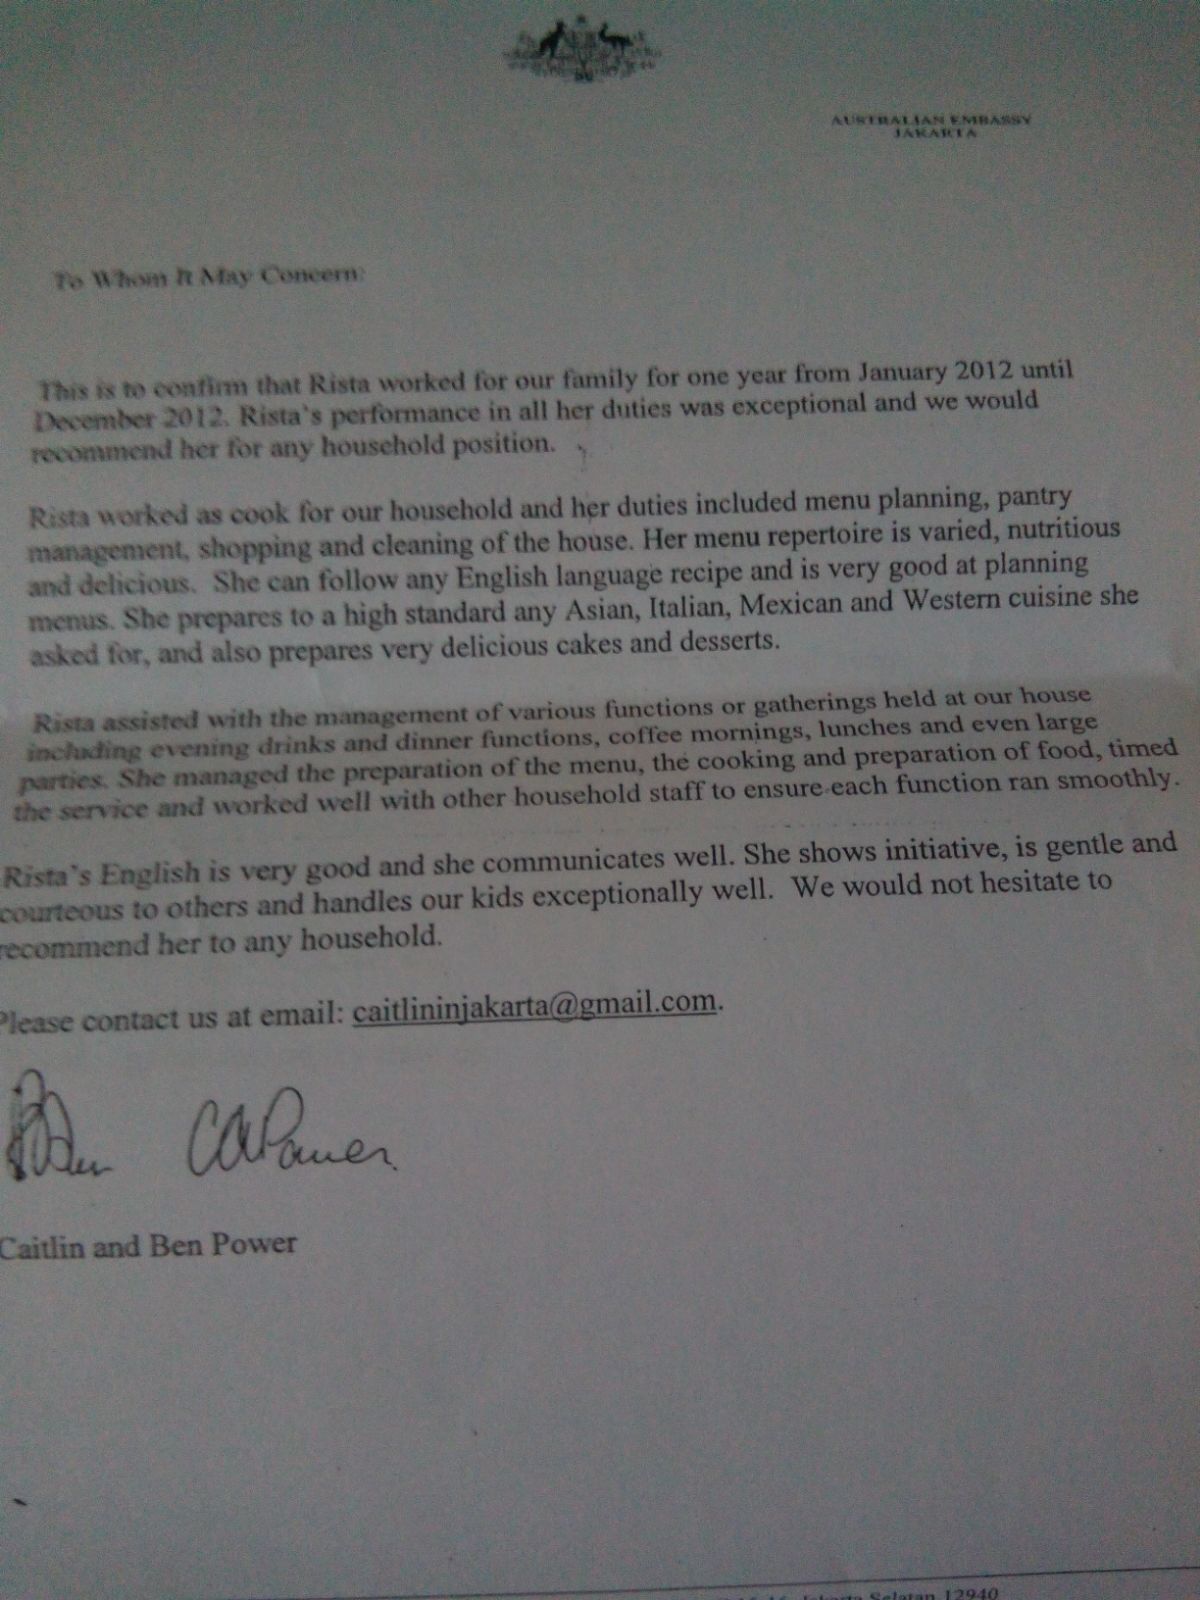 AUSTRALIAN EMBASSY
JAKARTA
To Whom It May Concern:
This is to confirm that Rista worked for our family for one year from January 2012 until
December 2012. Rista's performance in all her duties was exceptional and we would
recommend her for any household position.
Rista worked as cook for our household and her duties included menu planning, pantry
management, shopping and cleaning of the house. Her menu repertoire is varied, nutritious
and delicious. She can follow any English language recipe and is very good at planning
menus. She prepares to a high standard any Asian, Italian, Mexican and Western cuisine she
asked for, and also prepares very delicious cakes and desserts.
Rista assisted with the management of various functions or gatherings held at our house
including evening drinks and dinner functions, coffee mornings, lunches and even large
parties. She managed the preparation of the menu, the cooking and preparation of food, timed
the service and worked well with other household staff to ensure each function ran smoothly.
Rista's English is very good and she communicates well. She shows initiative, is gentle and
courteous to others and handles our kids exceptionally well. We would not hesitate to
recommend her to any household.
Please contact us at email: caitlininjakarta@gmail.com.
Ben CAPower
Caitlin and Ben Power
Jakarta Selatan 12940